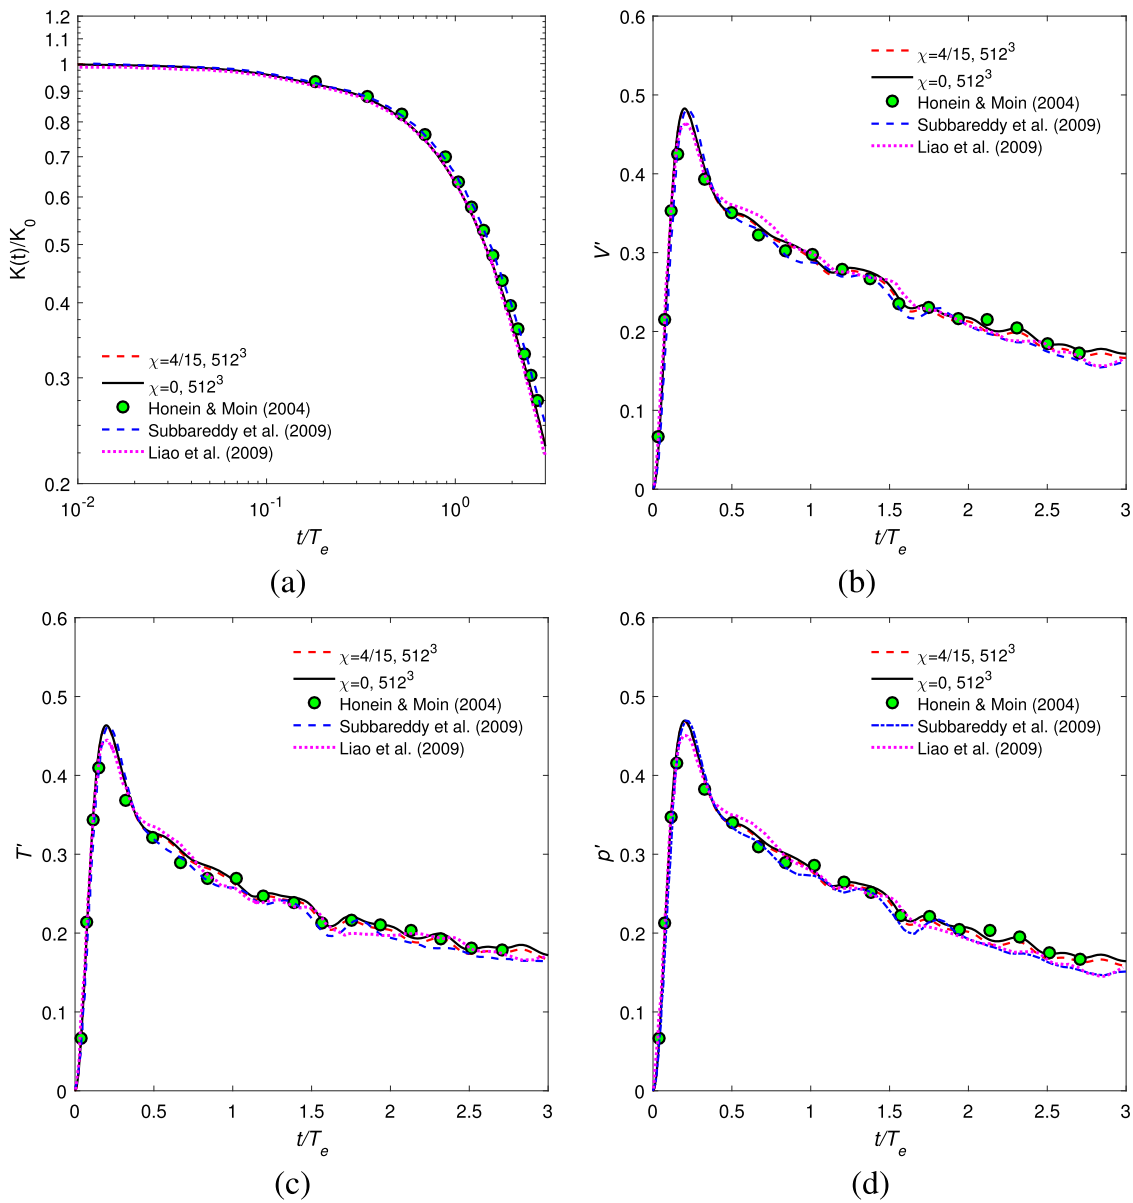 1.2
1.1
1
0.9
0.8
0.7
0.6
0.5
0.4
0.3
0.2
K(t)/K₀
χ=4/15, 512³
χ=0, 512³
Honein & Moin (2004)
Subbareddy et al. (2009)
Liao et al. (2009)
10⁻² 10⁻¹ 10⁰
t/Tₑ
(a)
0.6
0.5
0.4
0.3
0.2
0.1
0
V'
χ=4/15, 512³
χ=0, 512³
Honein & Moin (2004)
Subbareddy et al. (2009)
Liao et al. (2009)
0 0.5 1 1.5 2 2.5 3
t/Tₑ
(b)
0.6
0.5
0.4
0.3
0.2
0.1
0
T'
χ=4/15, 512³
χ=0, 512³
Honein & Moin (2004)
Subbareddy et al. (2009)
Liao et al. (2009)
0 0.5 1 1.5 2 2.5 3
t/Tₑ
(c)
0.6
0.5
0.4
0.3
0.2
0.1
0
p'
χ=4/15, 512³
χ=0, 512³
Honein & Moin (2004)
Subbareddy et al. (2009)
Liao et al. (2009)
0 0.5 1 1.5 2 2.5 3
t/Tₑ
(d)